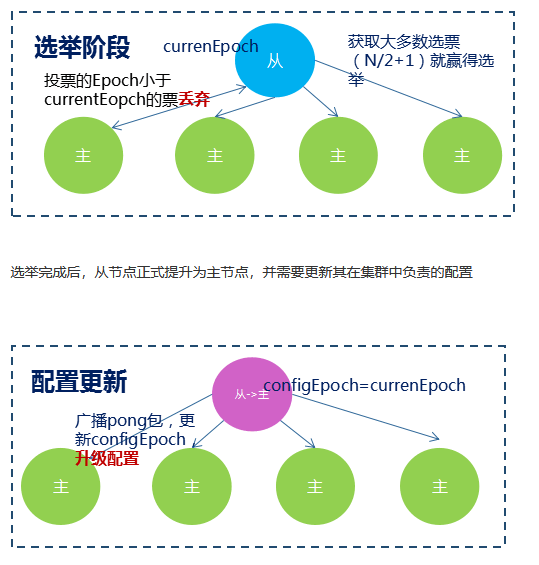 选举阶段
currenEpoch
从
获取大多数选票
（N/2+1）就赢得选
举
投票的Epoch小于
currentEopch的票丢弃
主
主
主
主
选举完成后，从节点正式提升为主节点，并需要更新其在集群中负责的配置
配置更新
从->主
configEpoch=currenEpoch
广播pong包，更
新configEpoch
升级配置
主
主
主
主